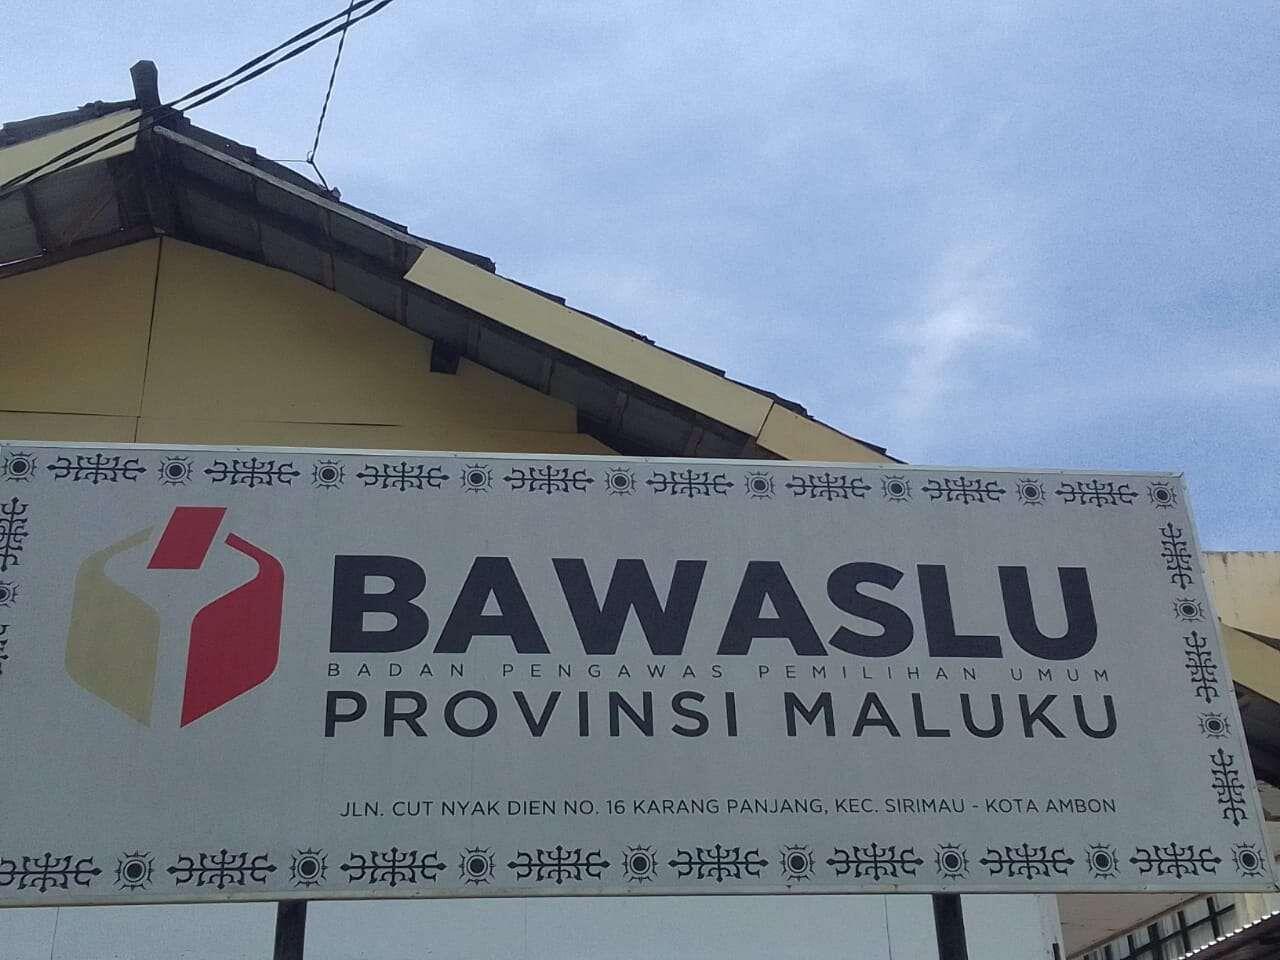 BAWASLU
BADAN PENGAWAS PEMILIHAN UMUM
PROVINSI MALUKU
JLN. CUT NYAK DIEN NO. 16 KARANG PANJANG, KEC. SIRIMAU - KOTA AMBON